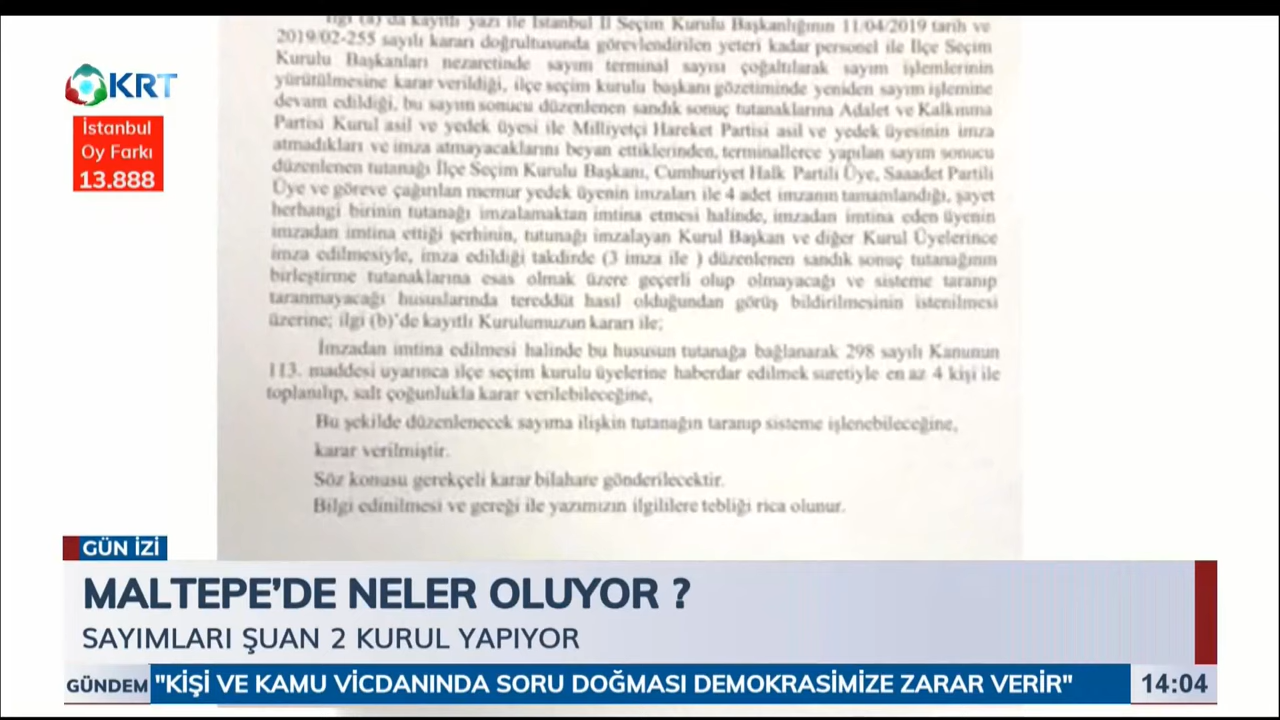 İlgi (a)'da kayıtlı yazı ile İstanbul İl Seçim Kurulu Başkanlığının 11/04/2019 tarih ve
2019/02-255 sayılı kararı doğrultusunda görevlendirilen yeteri kadar personel ile İlçe Seçim
Kurulu Başkanları nezaretinde sayım terminal sayısı çoğaltılarak sayım işlemlerinin
yürütülmesine karar verildiği, ilçe seçim kurulu başkanı gözetiminde yeniden sayım işlemine
devam edildiği, bu sayım sonucu düzenlenen sandık sonuç tutanaklarına Adalet ve Kalkınma
Partisi Kurul asil ve yedek üyesi ile Milliyetçi Hareket Partisi asil ve yedek üyesinin imza
atmadıkları ve imza atmayacaklarını beyan ettiklerinden, terminallerce yapılan sayım sonucu
düzenlenen tutanağı İlçe Seçim Kurulu Başkanı, Cumhuriyet Halk Partili Üye, Saadet Partili
Üye ve göreve çağırılan memur yedek üyenin imzaları ile 4 adet imzanın tamamlandığı, şayet
herhangi birinin tutanağı imzalamaktan imtina etmesi halinde, imzadan imtina eden üyenin
imzadan imtina ettiği şerhinin, tutunağı imzalayan Kurul Başkan ve diğer Kurul Üyelerince
imza edilmesiyle, imza edildiği takdirde (3 imza ile ) düzenlenen sandık sonuç tutanağının
birleştirme tutanaklarına esas olmak üzere geçerli olup olmayacağı ve sisteme taranıp
taranmayacağı hususlarında tereddüt hasıl olduğundan görüş bildirilmesinin istenilmesi
üzerine; ilgi (b)'de kayıtlı Kurulumuzun kararı ile;
İmzadan imtina edilmesi halinde bu hususun tutanağa bağlanarak 298 sayılı Kanunun
113. maddesi uyarınca ilçe seçim kurulu üyelerine haberdar edilmek suretiyle en az 4 kişi ile
toplanılıp, salt çoğunlukla karar verilebileceğine,
Bu şekilde düzenlenecek sayıma ilişkin tutanağın taranıp sisteme işlenebileceğine,
karar verilmiştir.
Söz konusu gerekçeli karar bilahare gönderilecektir.
Bilgi edinilmesi ve gereği ile yazımızın ilgililere tebliği rica olunur.
KRT
İstanbul
Oy Farkı
13.888
GÜN İZİ
MALTEPE'DE NELER OLUYOR ?
SAYIMLARI ŞUAN 2 KURUL YAPIYOR
GÜNDEM "KİŞİ VE KAMU VİCDANINDA SORU DOĞMASI DEMOKRASİMİZE ZARAR VERİR" 14:04